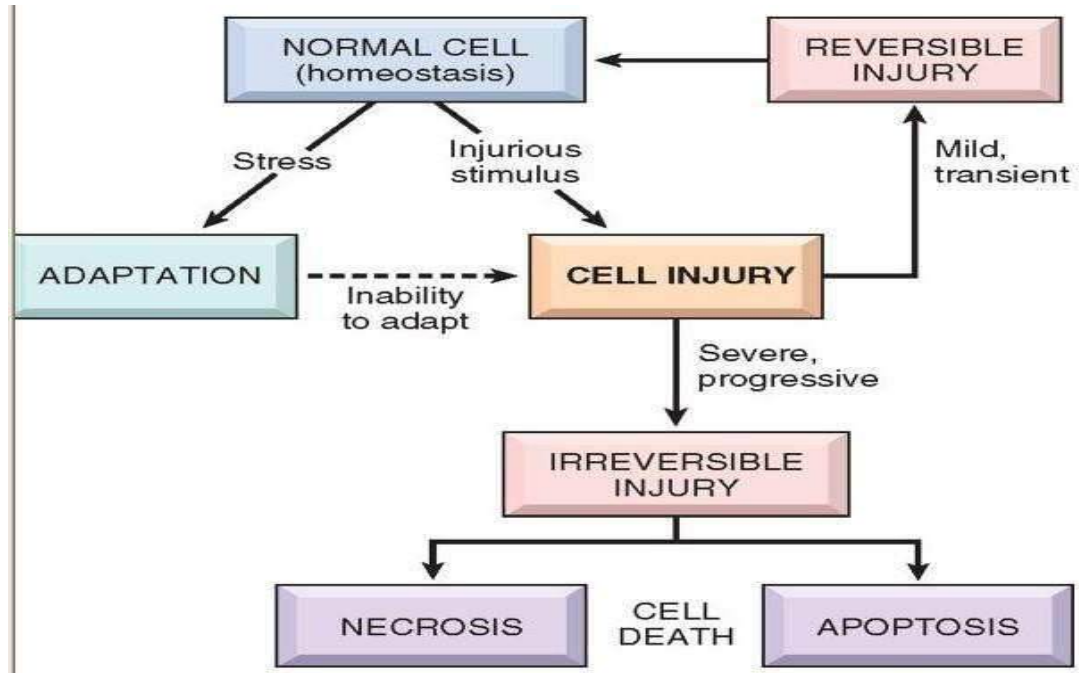 NORMAL CELL
(homeostasis)
REVERSIBLE
INJURY
Stress
Injurious
stimulus
Mild,
transient
ADAPTATION
Inability
to adapt
CELL INJURY
Severe,
progressive
IRREVERSIBLE
INJURY
NECROSIS
CELL
DEATH
APOPTOSIS